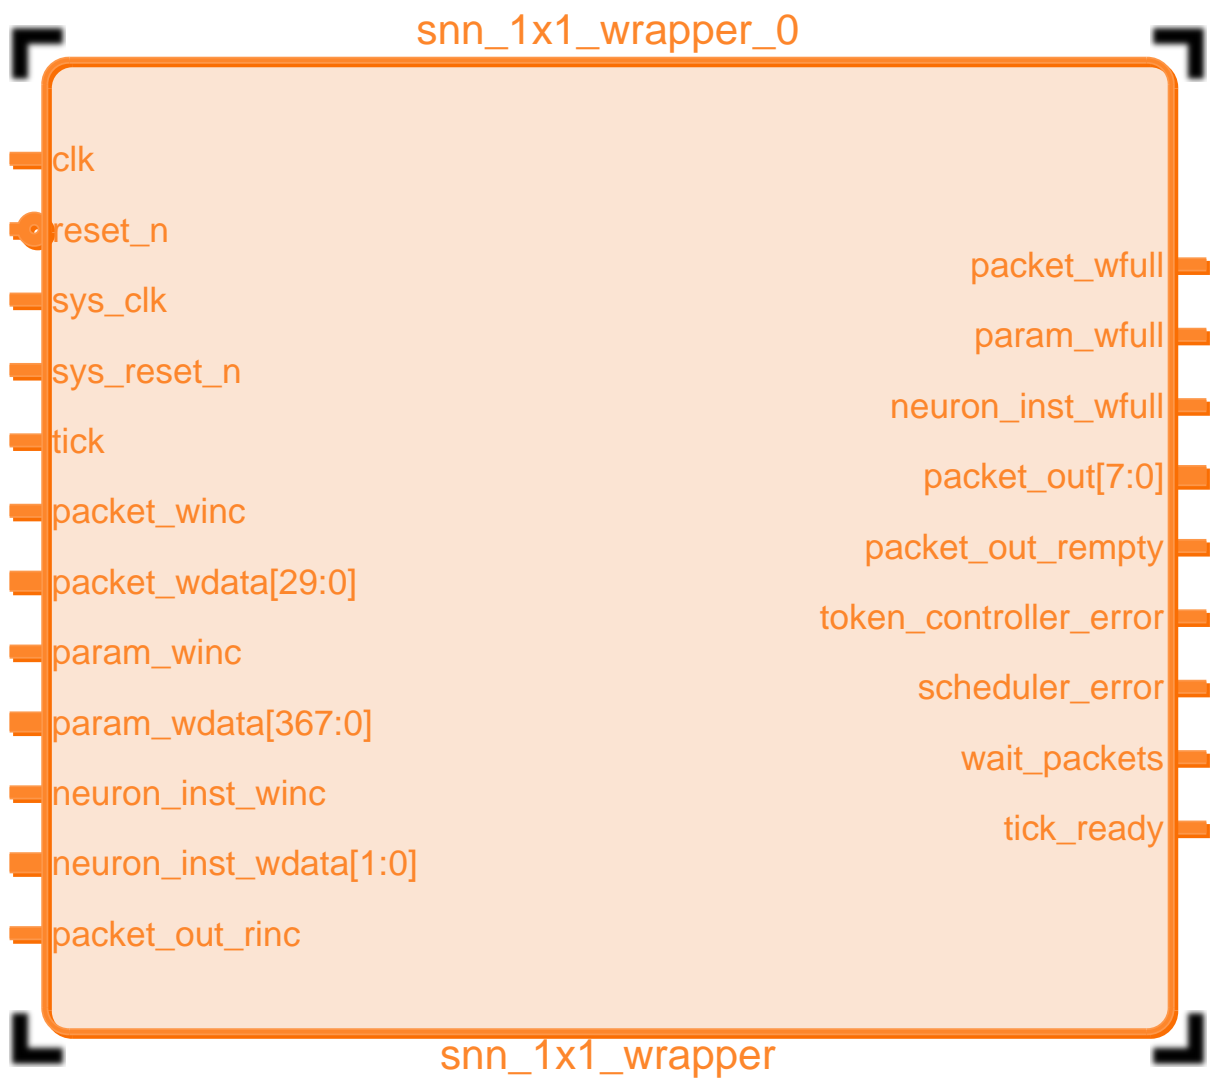 snn_1x1_wrapper_0
clk
reset_n
sys_clk
sys_reset_n
tick
packet_winc
packet_wdata[29:0]
param_winc
param_wdata[367:0]
neuron_inst_winc
neuron_inst_wdata[1:0]
packet_out_rinc
packet_wfull
param_wfull
neuron_inst_wfull
packet_out[7:0]
packet_out_rempty
token_controller_error
scheduler_error
wait_packets
tick_ready
snn_1x1_wrapper